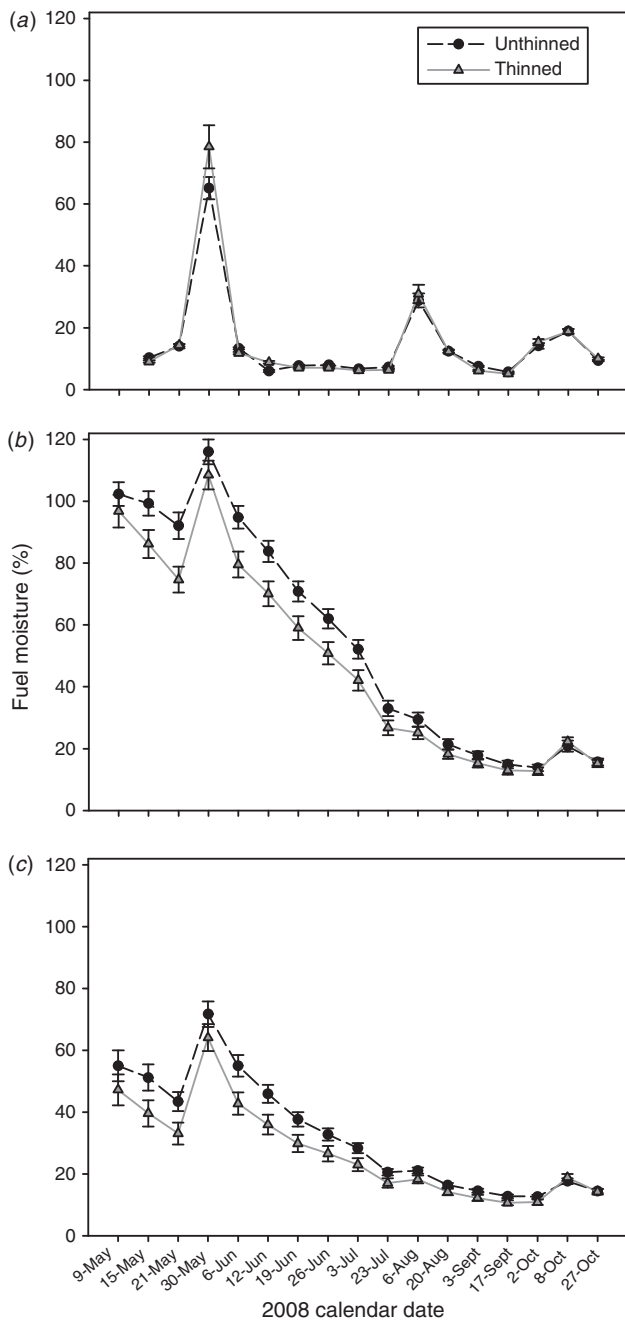 (a)
120
100
80
60
40
20
0
Unthinned
Thinned
(b)
120
100
80
60
40
20
0
Fuel moisture (%)
(c)
120
100
80
60
40
20
0
9-May
15-May
21-May
30-May
6-Jun
12-Jun
19-Jun
26-Jun
3-Jul
23-Jul
6-Aug
20-Aug
3-Sept
17-Sept
2-Oct
8-Oct
27-Oct
2008 calendar date